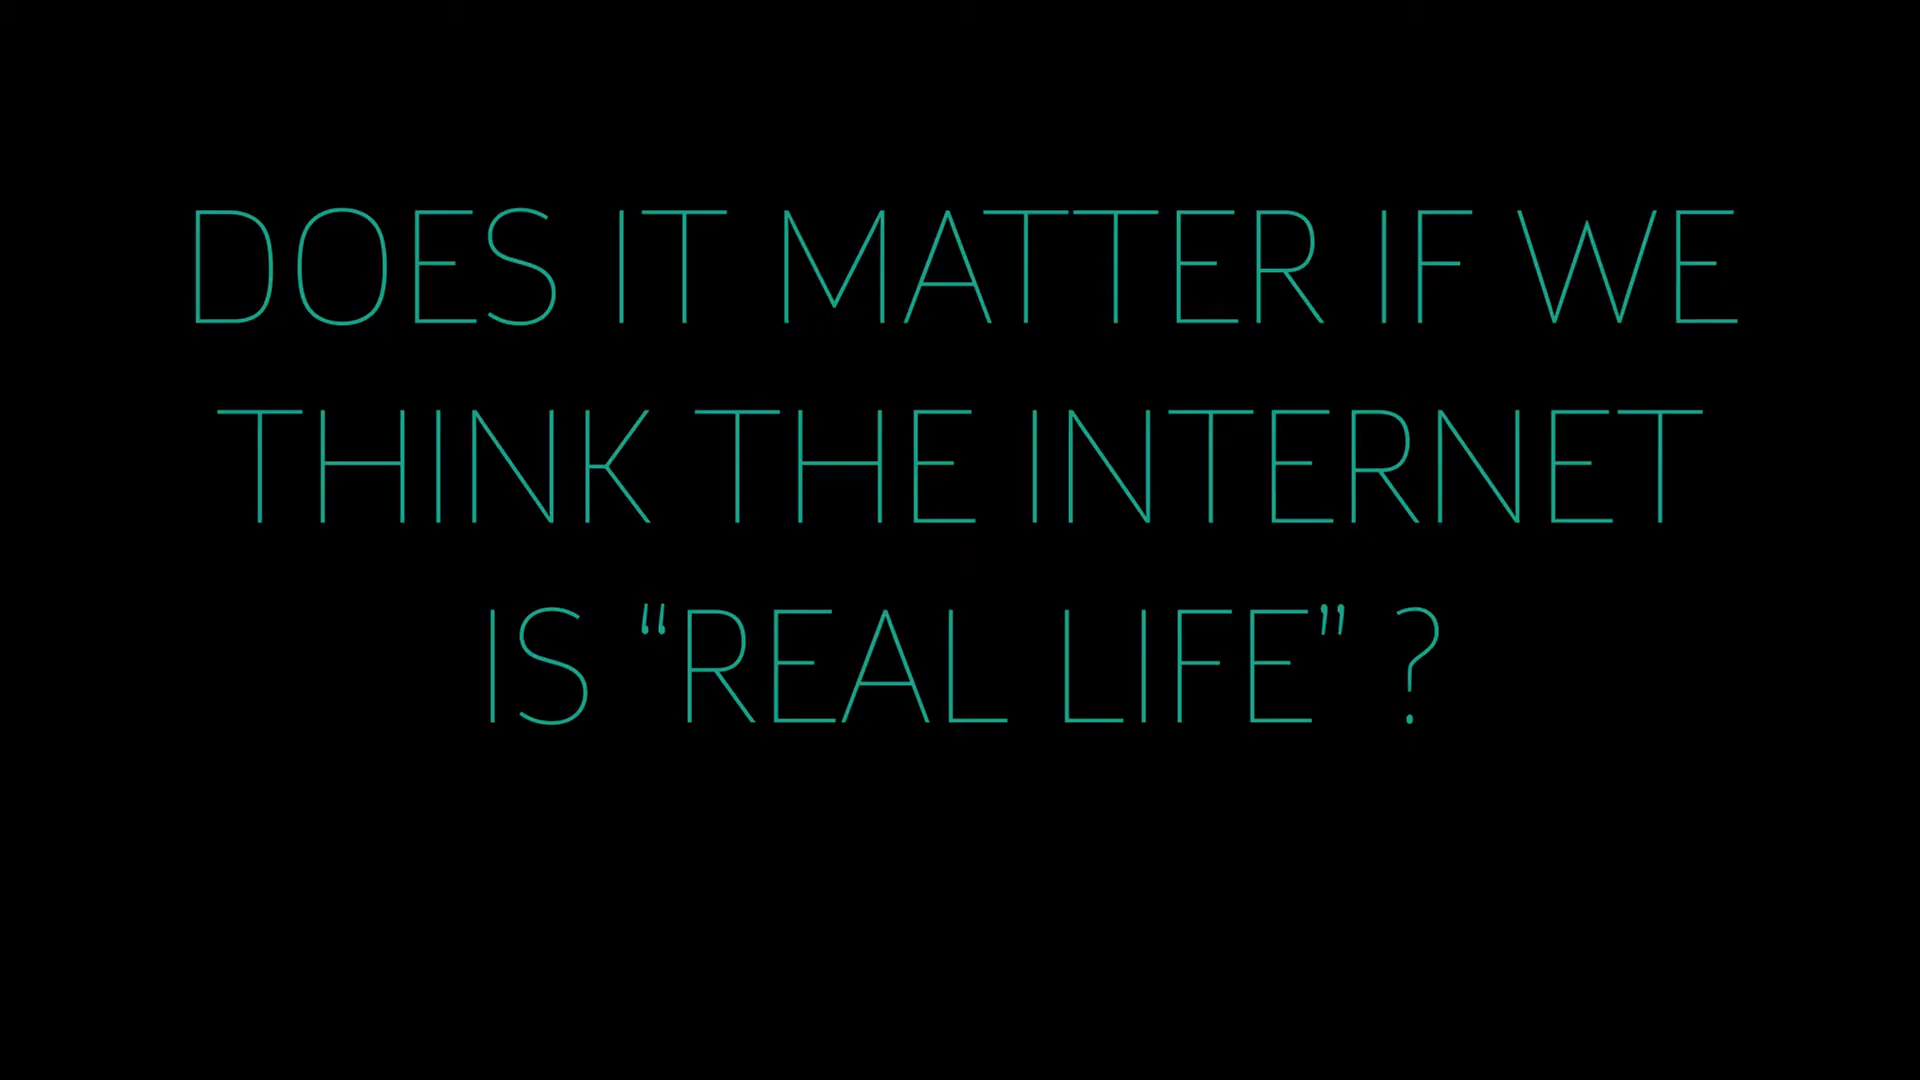 DOES IT MATTER IF WE
THINK THE INTERNET
IS “REAL LIFE” ?